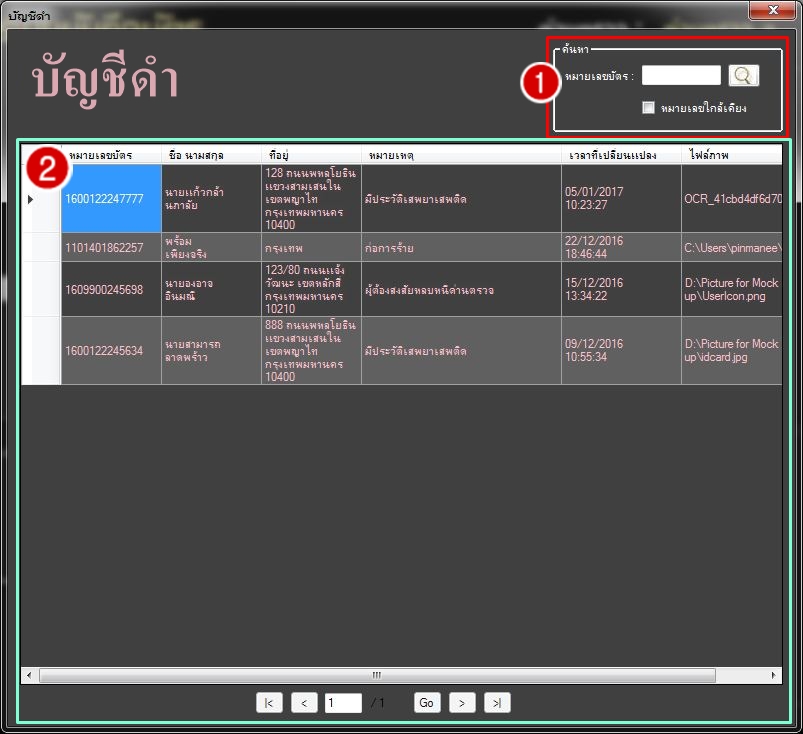 บัญชีดำ
บัญชีดำ
ค้นหา
1
หมายเลขบัตร :
หมายเลขใกล้เคียง
2
หมายเลขบัตร ชื่อ นามสกุล ที่อยู่ หมายเหตุ เวลาที่เปลี่ยนแปลง ไฟล์ภาพ
1600122247777
นายแก้วกล้า
นภาลัย
128 ถนนพหลโยธิน
แขวงสามเสนใน
เขตพญาไท
กรุงเทพมหานคร
10400
มีประวัติเสพยาเสพติด
05/01/2017
10:23:27
OCR_41cbd4df6d70
1101401862257
พร้อม
เพียงจริง
กรุงเทพ
ก่อการร้าย
22/12/2016
18:46:44
C:\Users\pinmanee\
1609900245698
นายองอาจ
อินมณี
123/80 ถนนแจ้ง
วัฒนะ เขตหลักสี่
กรุงเทพมหานคร
10210
ผู้ต้องสงสัยหลบหนีด่านตรวจ
15/12/2016
13:34:22
D:\Picture for Mock
up\UserIcon.png
1600122245634
นายสามารถ
ลาดพร้าว
888 ถนนพหลโยธิน
แขวงสามเสนใน
เขตพญาไท
กรุงเทพมหานคร
10400
มีประวัติเสพยาเสพติด
09/12/2016
10:55:34
D:\Picture for Mock
up\idcard.jpg
|< < 1 / 1 Go > >|